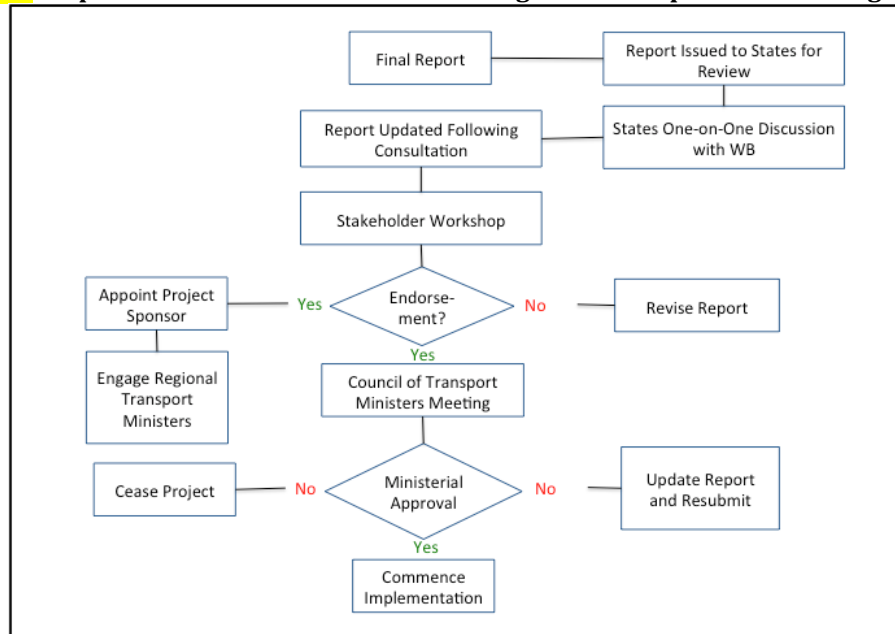 Final Report
Report Issued to States for
Review
Report Updated Following
Consultation
States One-on-One Discussion
with WB
Stakeholder Workshop
Appoint Project
Sponsor
Yes
Endorse-
ment?
No
Revise Report
Yes
Engage Regional
Transport
Ministers
Council of Transport
Ministers Meeting
Cease Project
No
Ministerial
Approval
No
Update Report
and Resubmit
Yes
Commence
Implementation